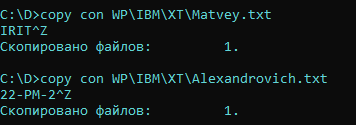 C:\D>copy con WP\IBM\XT\Matvey.txt
IRIT^Z
Скопировано файлов:         1.
C:\D>copy con WP\IBM\XT\Alexandrovich.txt
22-PM-2^Z
Скопировано файлов:         1.